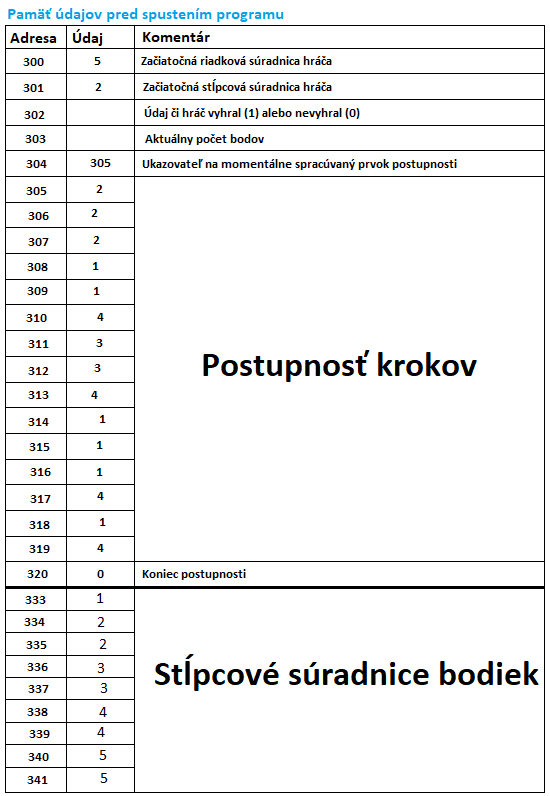 Pamäť údajov pred spustením programu
Adresa Údaj Komentár
300 5 Začiatočná riadková súradnica hráča
301 2 Začiatočná stĺpcová súradnica hráča
302 Údaj či hráč vyhral (1) alebo nevyhral (0)
303 Aktuálny počet bodov
304 305 Ukazovateľ na momentálne spracúvaný prvok postupnosti
305 2
306 2
307 2
308 1
309 1
310 4
311 3
Postupnosť krokov
312 3
313 4
314 1
315 1
316 1
317 4
318 1
319 4
320 0 Koniec postupnosti
333 1
334 2
335 2
336 3
Stĺpcové súradnice bodiek
337 3
338 4
339 4
340 5
341 5